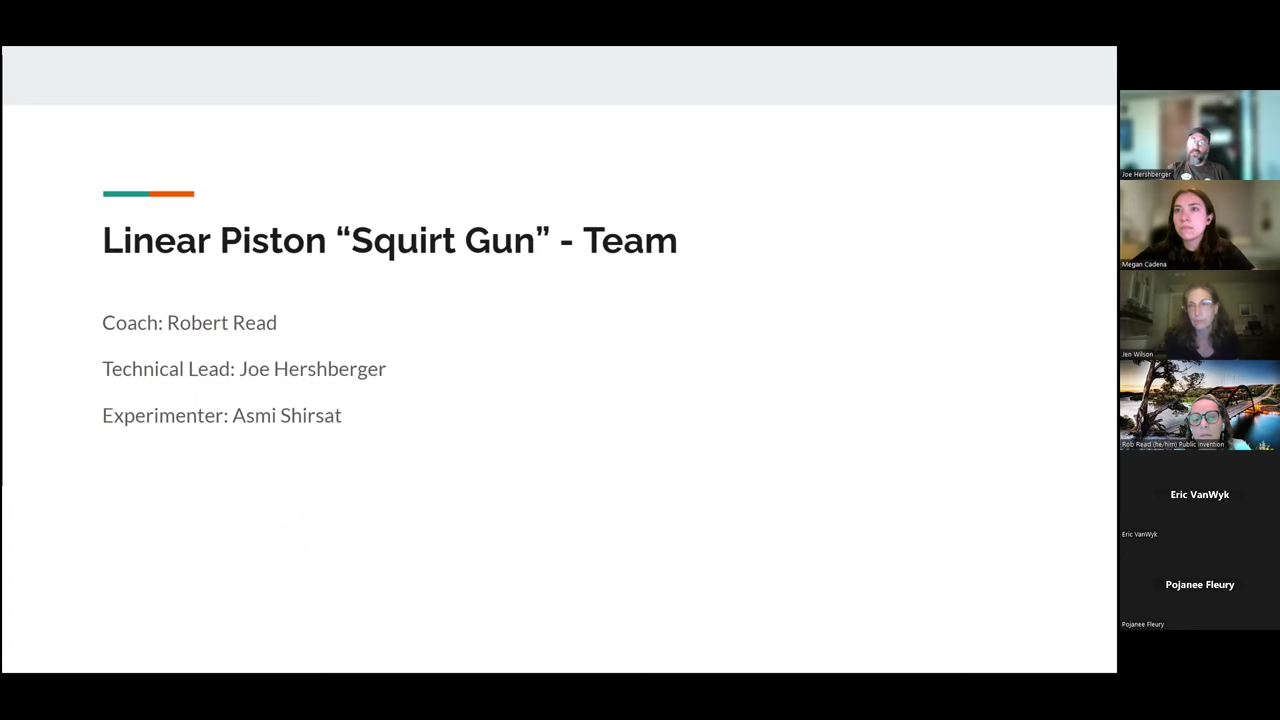 Linear Piston “Squirt Gun” - Team
Coach: Robert Read
Technical Lead: Joe Hershberger
Experimenter: Asmi Shirsat
Joe Hershberger
Megan Cadena
Jen Wilson
Rob Read (he/him) Public Invention
Eric VanWyk
Eric VanWyk
Pojanee Fleury
Pojanee Fleury